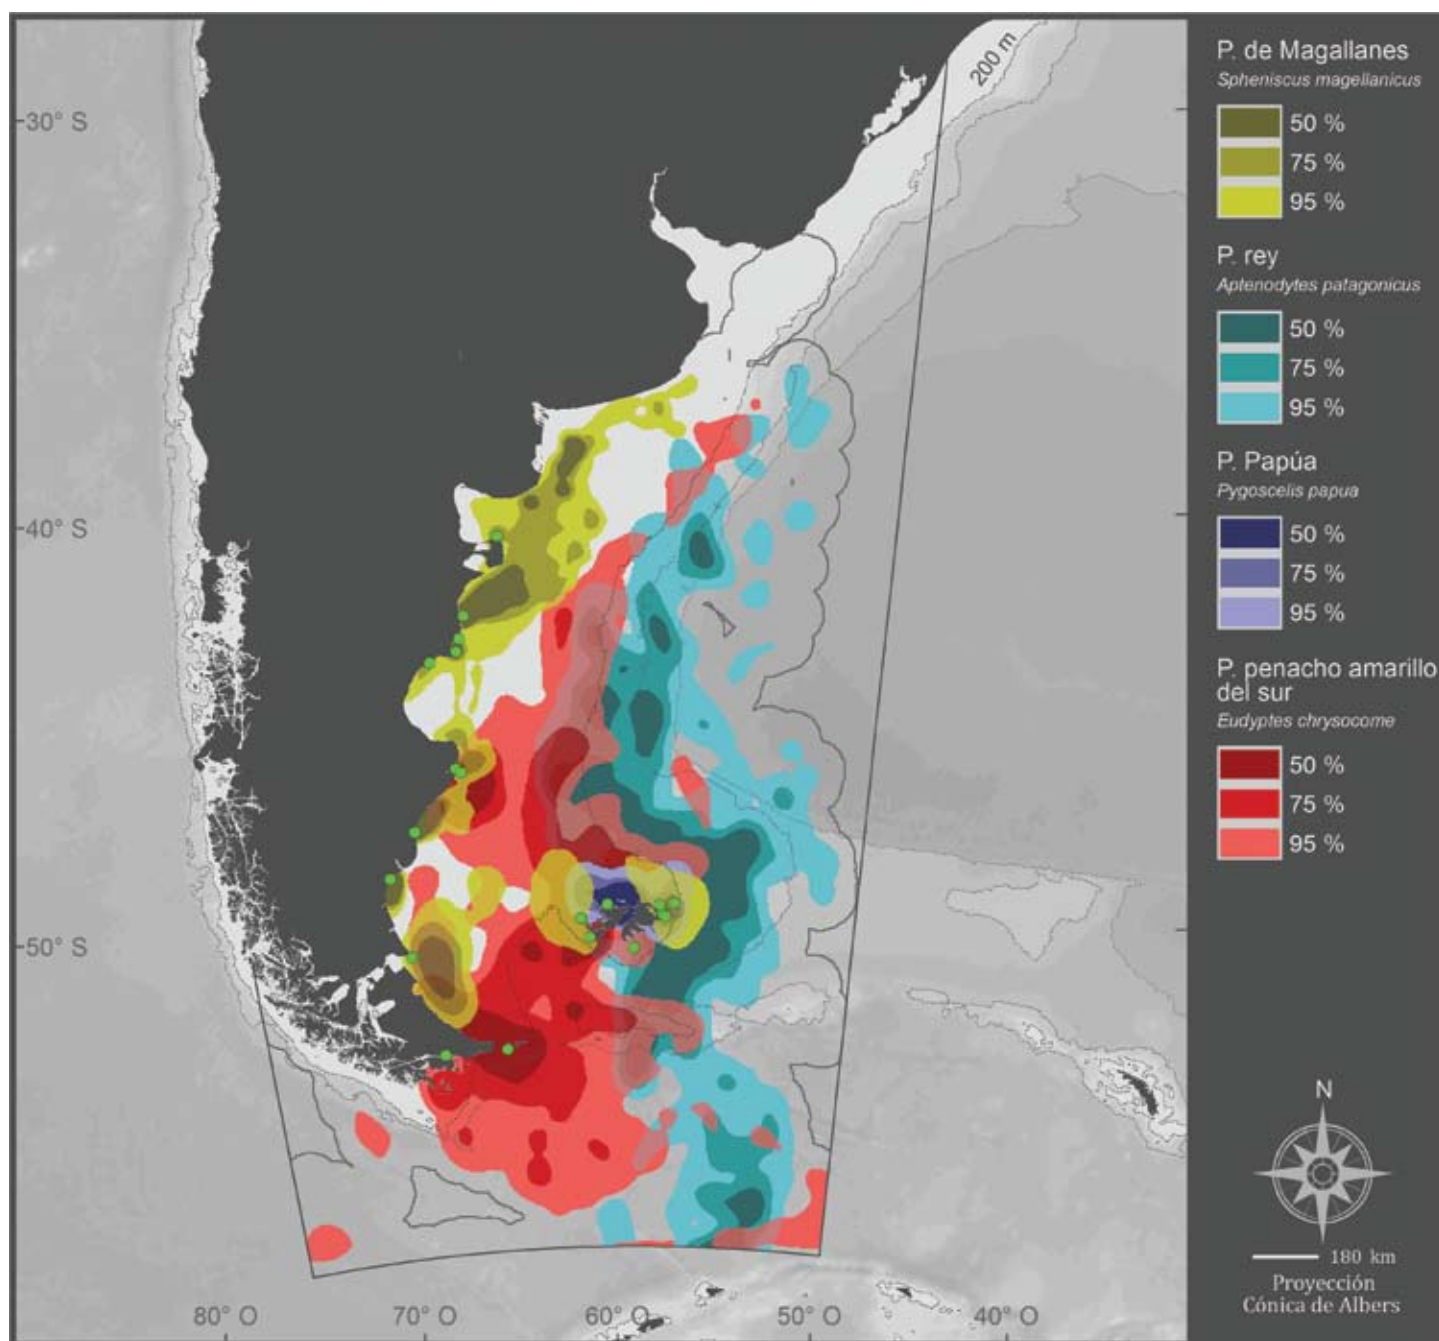 200 m
30° S
40° S
50° S
80° O
70° O
60° O
50° O
40° O
P. de Magallanes
Spheniscus magellanicus
50 %
75 %
95 %
P. rey
Aptenodytes patagonicus
50 %
75 %
95 %
P. Papúa
Pygoscelis papua
50 %
75 %
95 %
P. penacho amarillo
del sur
Eudyptes chrysocome
50 %
75 %
95 %
N
180 km
Proyección
Cónica de Albers